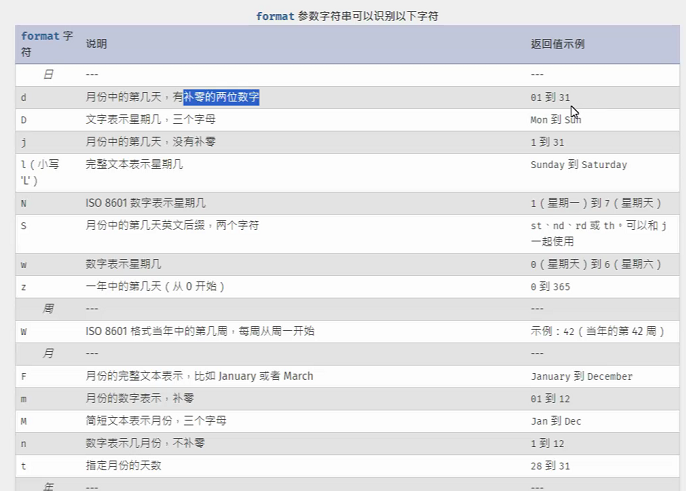 format 参数字符串可以识别以下字符
format 字符 说明 返回值示例
日 --- ---
d 月份中的第几天，有补零的两位数字 01 到 31
D 文字表示星期几，三个字母 Mon 到 Sun
j 月份中的第几天，没有补零 1 到 31
l（小写 'L'） 完整文本表示星期几 Sunday 到 Saturday
N ISO 8601 数字表示星期几 1（星期一）到 7（星期天）
S 月份中的第几天英文后缀，两个字符 st、nd、rd 或 th。可以和 j 一起使用
w 数字表示星期几 0（星期天）到 6（星期六）
z 一年中的第几天（从 0 开始） 0 到 365
周 --- ---
W ISO 8601 格式当年中的第几周，每周从周一开始 示例：42（当年的第 42 周）
月 --- ---
F 月份的完整文本表示，比如 January 或者 March January 到 December
m 月份的数字表示，补零 01 到 12
M 简短文本表示月份，三个字母 Jan 到 Dec
n 数字表示几月份，不补零 1 到 12
t 指定月份的天数 28 到 31
年 --- ---